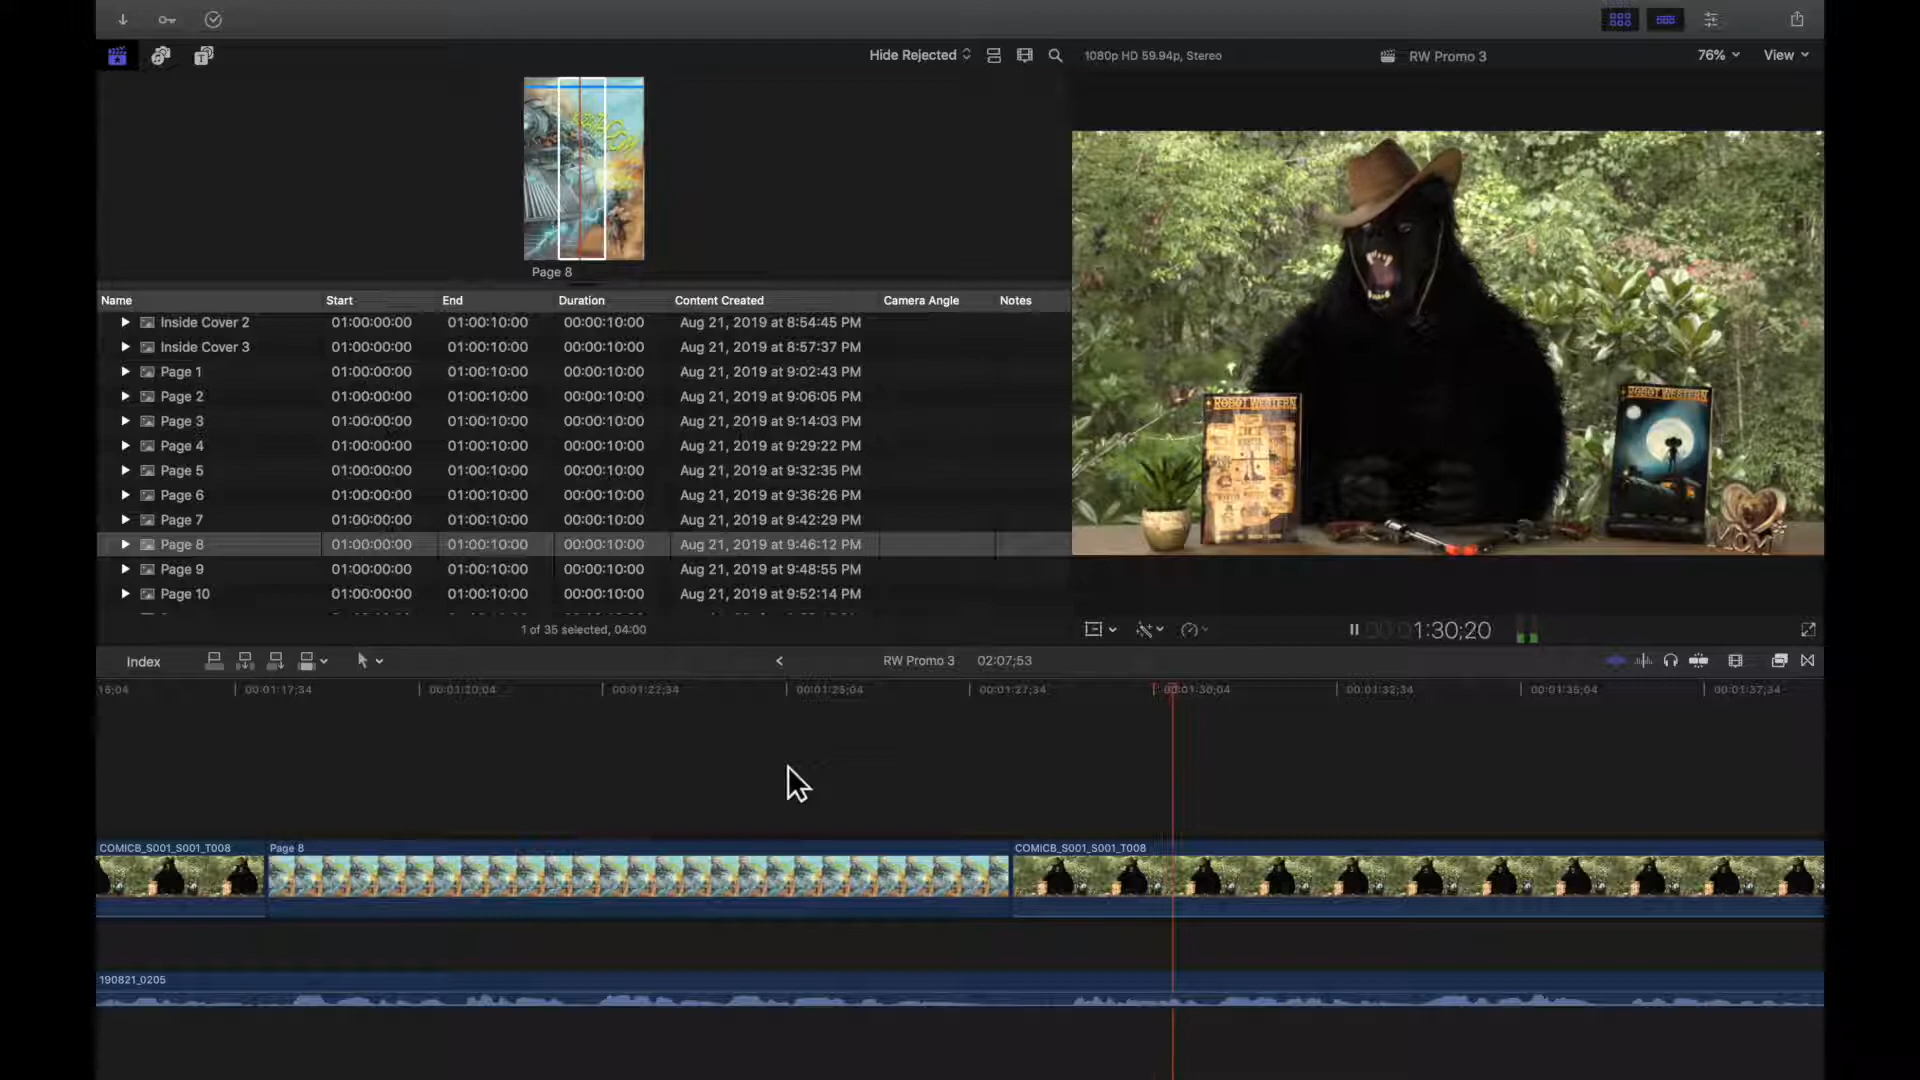 Hide Rejected
1080p HD 59.94p, Stereo
RW Promo 3
76%
View
Page 8
Name Start End Duration Content Created Camera Angle Notes
Inside Cover 2 01:00:00:00 01:00:10:00 00:00:10:00 Aug 21, 2019 at 8:54:45 PM
Inside Cover 3 01:00:00:00 01:00:10:00 00:00:10:00 Aug 21, 2019 at 8:57:37 PM
Page 1 01:00:00:00 01:00:10:00 00:00:10:00 Aug 21, 2019 at 9:02:43 PM
Page 2 01:00:00:00 01:00:10:00 00:00:10:00 Aug 21, 2019 at 9:06:05 PM
Page 3 01:00:00:00 01:00:10:00 00:00:10:00 Aug 21, 2019 at 9:14:03 PM
Page 4 01:00:00:00 01:00:10:00 00:00:10:00 Aug 21, 2019 at 9:29:22 PM
Page 5 01:00:00:00 01:00:10:00 00:00:10:00 Aug 21, 2019 at 9:32:35 PM
Page 6 01:00:00:00 01:00:10:00 00:00:10:00 Aug 21, 2019 at 9:36:26 PM
Page 7 01:00:00:00 01:00:10:00 00:00:10:00 Aug 21, 2019 at 9:42:29 PM
Page 8 01:00:00:00 01:00:10:00 00:00:10:00 Aug 21, 2019 at 9:46:12 PM
Page 9 01:00:00:00 01:00:10:00 00:00:10:00 Aug 21, 2019 at 9:48:55 PM
Page 10 01:00:00:00 01:00:10:00 00:00:10:00 Aug 21, 2019 at 9:52:14 PM
1 of 35 selected, 04:00
ROBOT WESTERN
ROBOT WESTERN
MOM
00:0 1:30;20
Index
RW Promo 3 02:07;53
15;04 00:01:17;34 00:01:20;04 00:01:22;34 00:01:25;04 00:01:27;34 00:01:30;04 00:01:32;34 00:01:35;04 00:01:37;34
COMICB_S001_S001_T008 Page 8 COMICB_S001_S001_T008
190821_0205